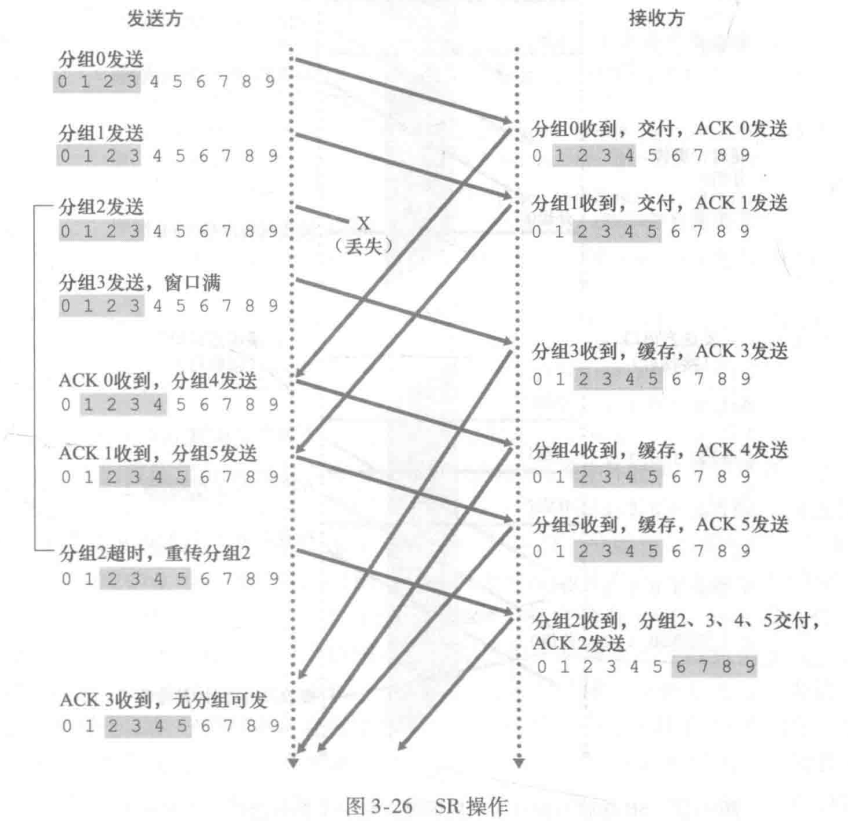 发送方
接收方
分组0发送
0 1 2 3 4 5 6 7 8 9
分组0收到，交付，ACK 0发送
0 1 2 3 4 5 6 7 8 9
分组1发送
0 1 2 3 4 5 6 7 8 9
分组1收到，交付，ACK 1发送
0 1 2 3 4 5 6 7 8 9
分组2发送
0 1 2 3 4 5 6 7 8 9
X
（丢失）
分组3发送，窗口满
0 1 2 3 4 5 6 7 8 9
分组3收到，缓存，ACK 3发送
0 1 2 3 4 5 6 7 8 9
ACK 0收到，分组4发送
0 1 2 3 4 5 6 7 8 9
分组4收到，缓存，ACK 4发送
0 1 2 3 4 5 6 7 8 9
ACK 1收到，分组5发送
0 1 2 3 4 5 6 7 8 9
分组5收到，缓存，ACK 5发送
0 1 2 3 4 5 6 7 8 9
分组2超时，重传分组2
0 1 2 3 4 5 6 7 8 9
分组2收到，分组2、3、4、5交付，
ACK 2发送
0 1 2 3 4 5 6 7 8 9
ACK 3收到，无分组可发
0 1 2 3 4 5 6 7 8 9
图 3-26 SR 操作